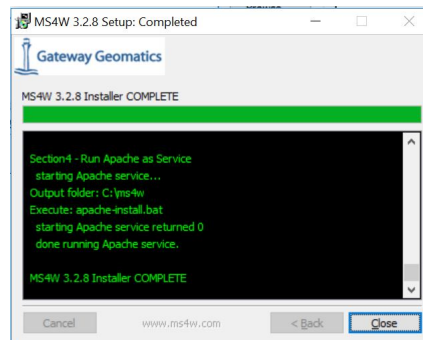 MS4W 3.2.8 Setup: Completed
Gateway Geomatics
MS4W 3.2.8 Installer COMPLETE
Section4 - Run Apache as Service
starting Apache service...
Output folder: C:\ms4w
Execute: apache-install.bat
starting Apache service returned 0
done running Apache service.
MS4W 3.2.8 Installer COMPLETE
Cancel
www.ms4w.com
< Back
Close